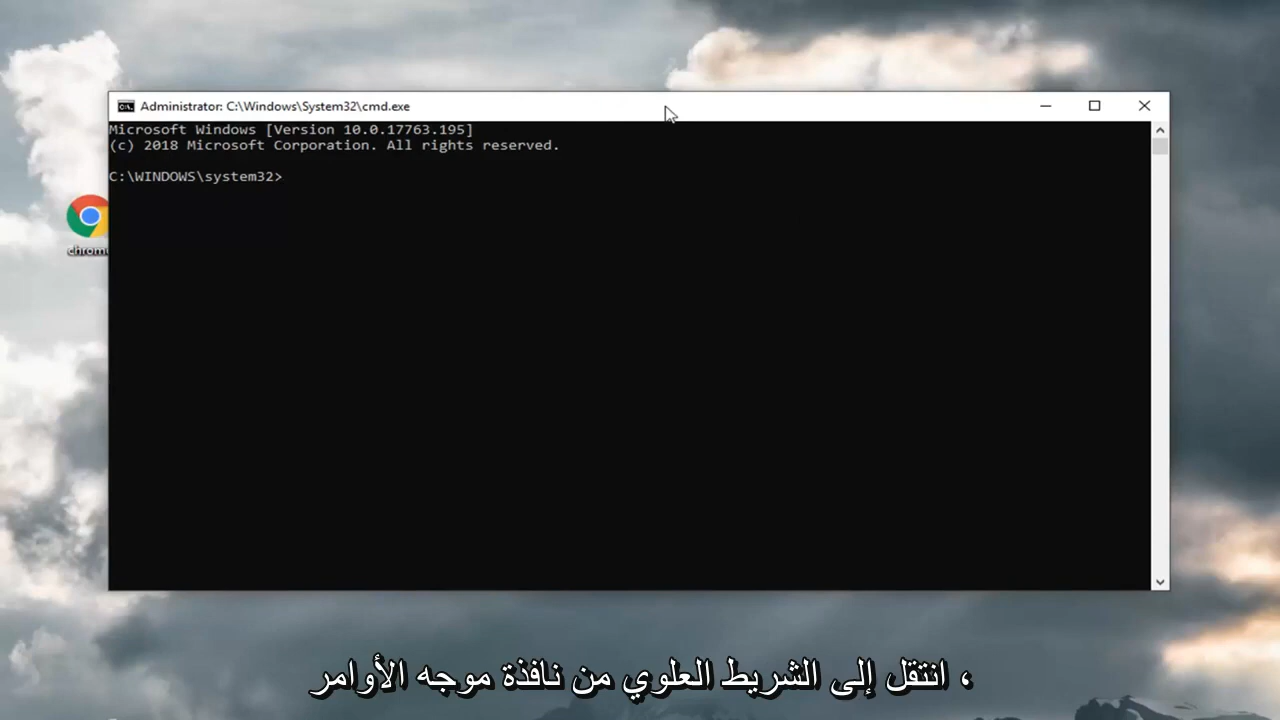 Administrator: C:\Windows\System32\cmd.exe
Microsoft Windows [Version 10.0.17763.195]
(c) 2018 Microsoft Corporation. All rights reserved.
C:\WINDOWS\system32>
chrom
، انتقل إلى الشريط العلوي من نافذة موجه الأوامر